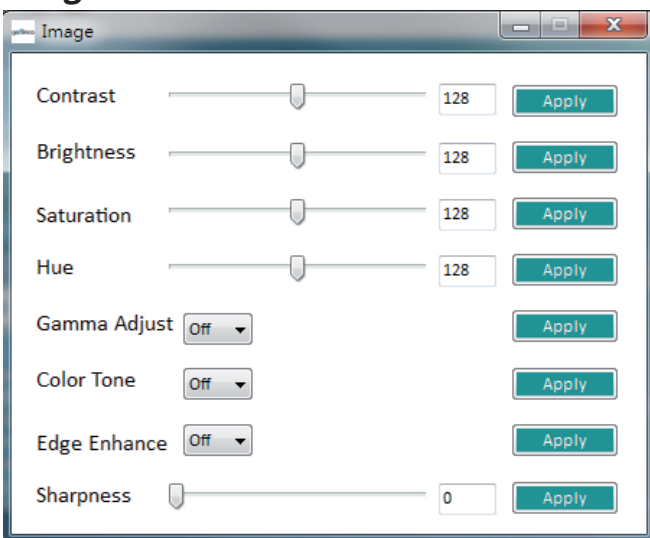 Image
Contrast 128 Apply
Brightness 128 Apply
Saturation 128 Apply
Hue 128 Apply
Gamma Adjust Off Apply
Color Tone Off Apply
Edge Enhance Off Apply
Sharpness 0 Apply